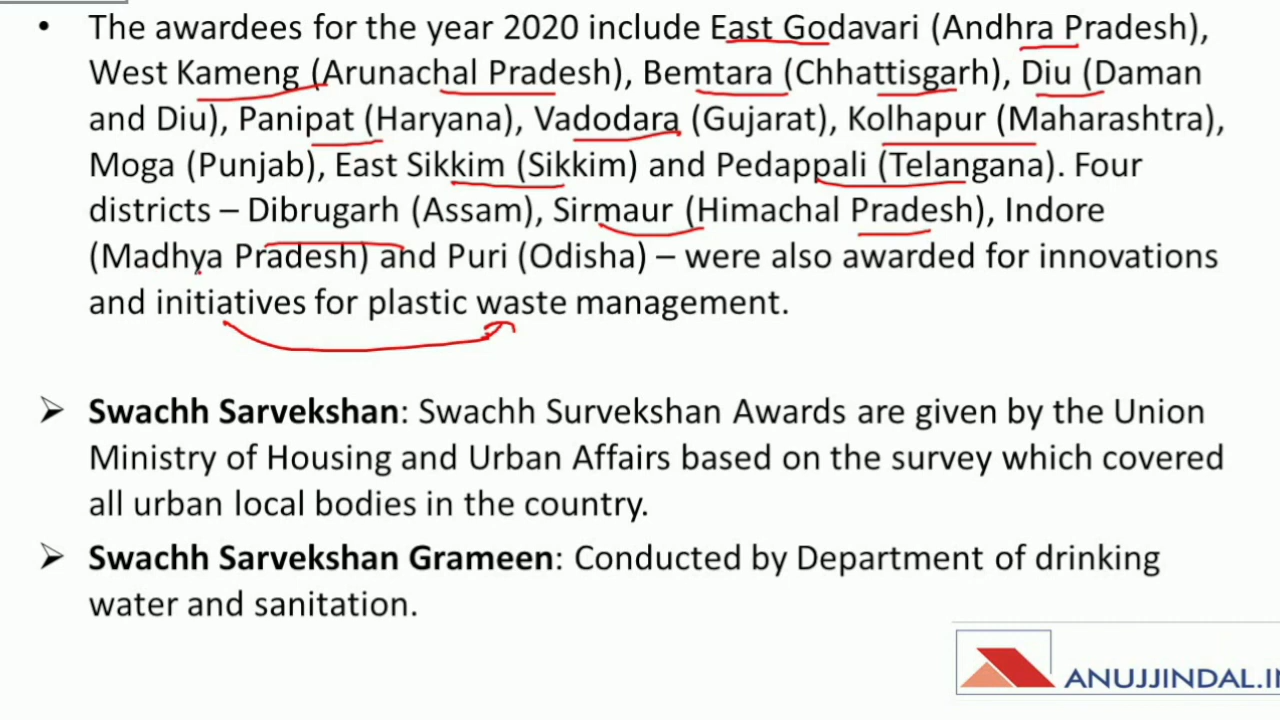 • The awardees for the year 2020 include East Godavari (Andhra Pradesh),
West Kameng (Arunachal Pradesh), Bemtara (Chhattisgarh), Diu (Daman
and Diu), Panipat (Haryana), Vadodara (Gujarat), Kolhapur (Maharashtra),
Moga (Punjab), East Sikkim (Sikkim) and Pedappali (Telangana). Four
districts – Dibrugarh (Assam), Sirmaur (Himachal Pradesh), Indore
(Madhya Pradesh) and Puri (Odisha) – were also awarded for innovations
and initiatives for plastic waste management.
➢ Swachh Sarvekshan: Swachh Survekshan Awards are given by the Union
Ministry of Housing and Urban Affairs based on the survey which covered
all urban local bodies in the country.
➢ Swachh Sarvekshan Grameen: Conducted by Department of drinking
water and sanitation.
ANUJJINDAL.IN